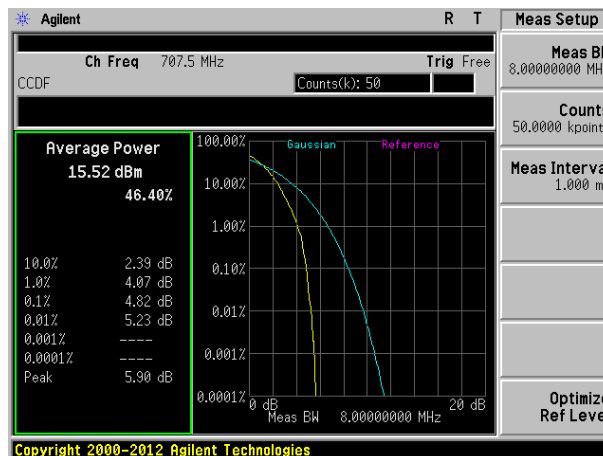 Agilent R T
Meas Setup
Ch Freq 707.5 MHz Trig Free
CCDF Counts(k): 50
Meas B
8.00000000 MH
Count
50.0000 kpoint
Meas Interva
1.000 m
Optimize
Ref Leve
Average Power
15.52 dBm
46.40%
10.0% 2.39 dB
1.0% 4.07 dB
0.1% 4.82 dB
0.01% 5.23 dB
0.001% ----
0.0001% ----
Peak 5.90 dB
Gaussian Reference
100.00%
10.00%
1.00%
0.10%
0.01%
0.001%
0.0001%
0 dB 20 dB
Meas BW 8.00000000 MHz
Copyright 2000-2012 Agilent Technologies